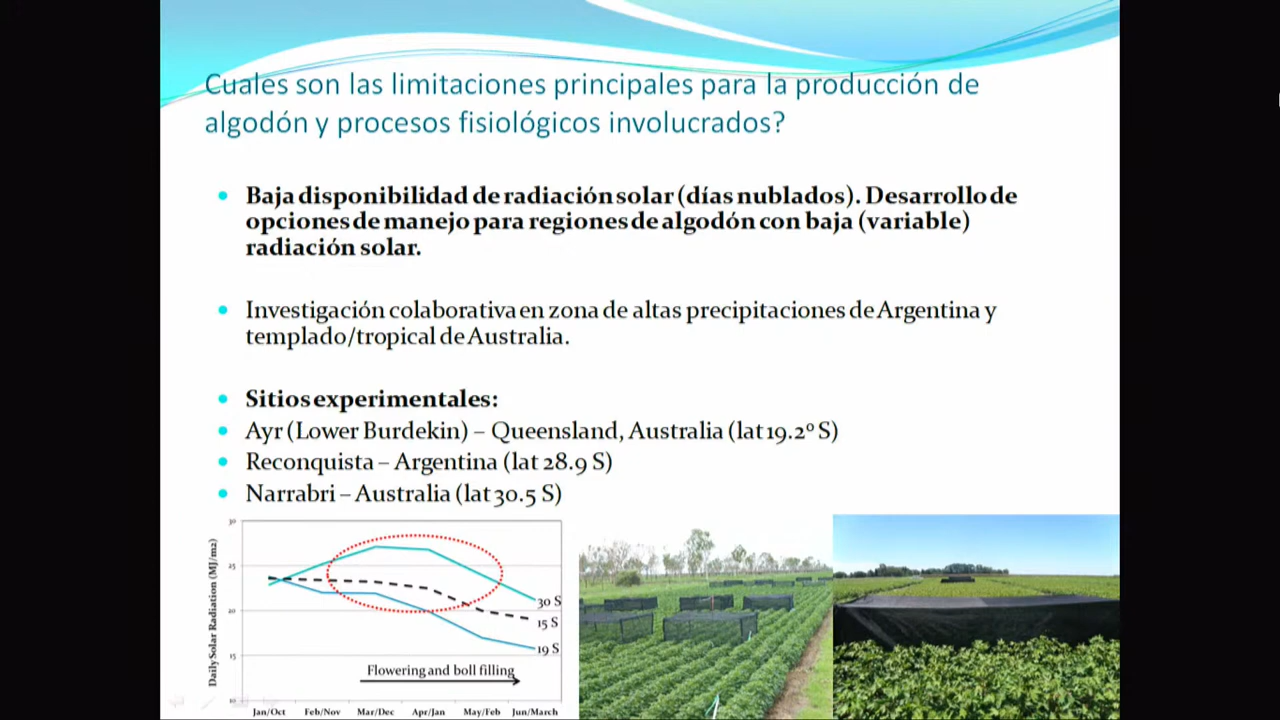 Cuales son las limitaciones principales para la producción de
algodón y procesos fisiológicos involucrados?
Baja disponibilidad de radiación solar (días nublados). Desarrollo de
opciones de manejo para regiones de algodón con baja (variable)
radiación solar.
Investigación colaborativa en zona de altas precipitaciones de Argentina y
templado/tropical de Australia.
Sitios experimentales:
Ayr (Lower Burdekin) – Queensland, Australia (lat 19.2º S)
Reconquista – Argentina (lat 28.9 S)
Narrabri – Australia (lat 30.5 S)
Daily Solar Radiation (MJ/m2)
30
25
20
15
10
30 S
15 S
19 S
Flowering and boll filling
Jan/Oct Feb/Nov Mar/Dec Apr/Jan May/Feb Jun/March